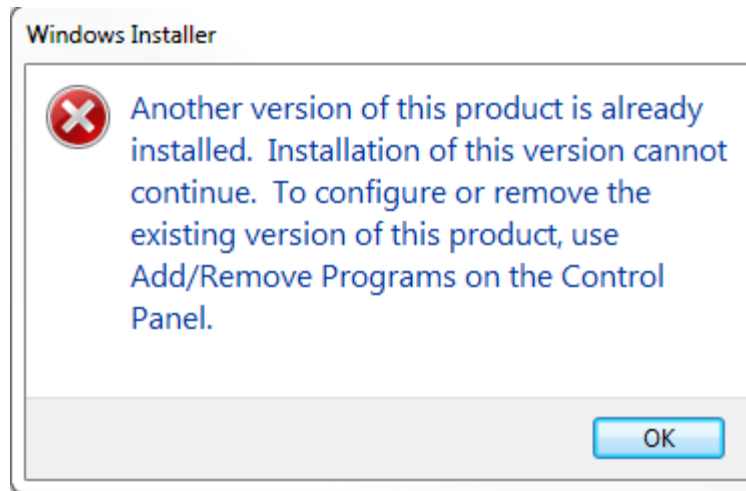 Windows Installer
Another version of this product is already
installed.  Installation of this version cannot
continue.  To configure or remove the
existing version of this product, use
Add/Remove Programs on the Control
Panel.
OK